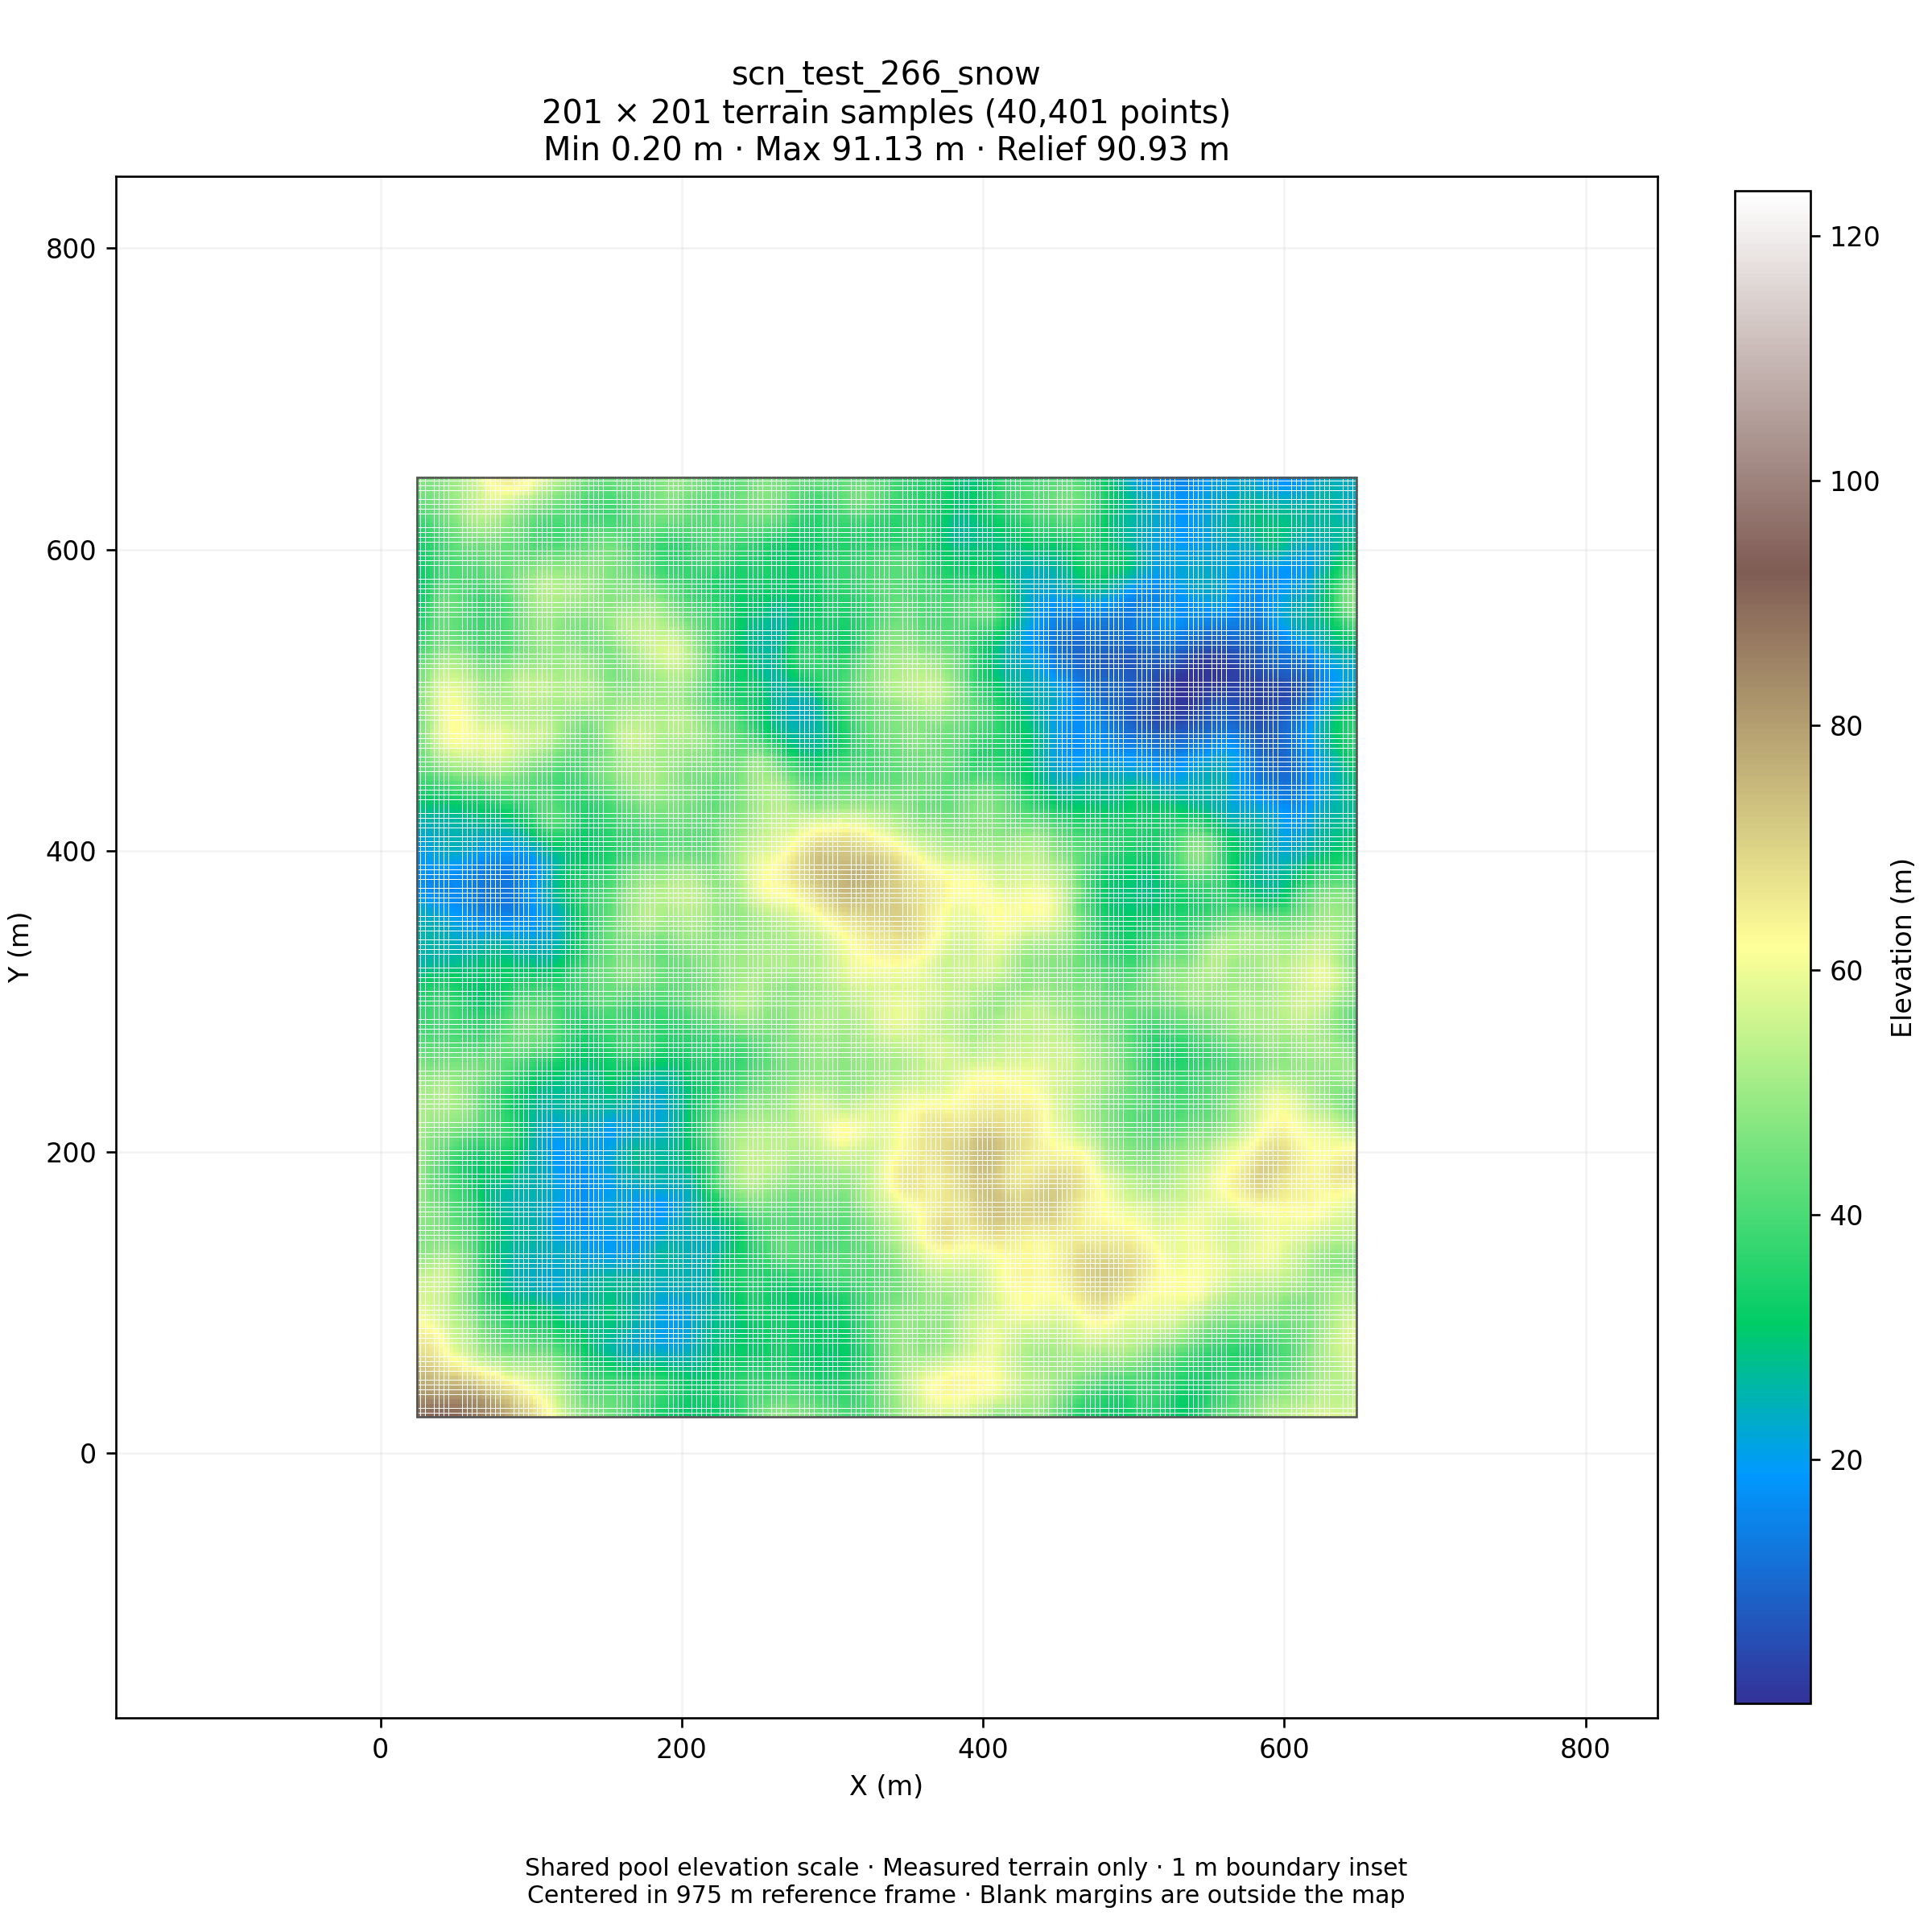 scn_test_266_snow
201 × 201 terrain samples (40,401 points)
Min 0.20 m · Max 91.13 m · Relief 90.93 m
800
600
400
200
0
Y (m)
0
200
400
600
800
X (m)
120
100
80
60
40
20
Elevation (m)
Shared pool elevation scale · Measured terrain only · 1 m boundary inset
Centered in 975 m reference frame · Blank margins are outside the map